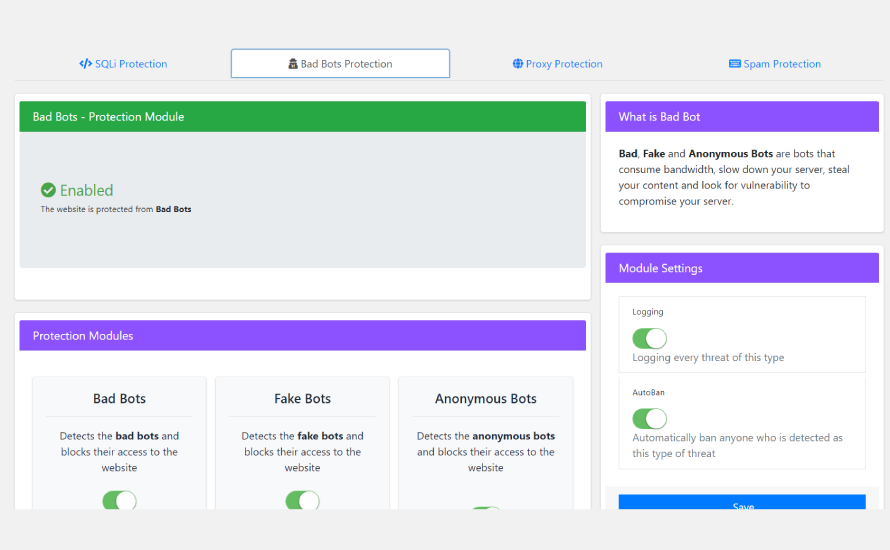 SQLi Protection
Bad Bots Protection
Proxy Protection
Spam Protection
Bad Bots - Protection Module
Enabled
The website is protected from Bad Bots
Protection Modules
Bad Bots
Detects the bad bots and
blocks their access to the
website
Fake Bots
Detects the fake bots and
blocks their access to the
website
Anonymous Bots
Detects the anonymous bots
and blocks their access to the
website
What is Bad Bot
Bad, Fake and Anonymous Bots are bots that
consume bandwidth, slow down your server, steal
your content and look for vulnerability to
compromise your server.
Module Settings
Logging
Logging every threat of this type
AutoBan
Automatically ban anyone who is detected as
this type of threat
Save